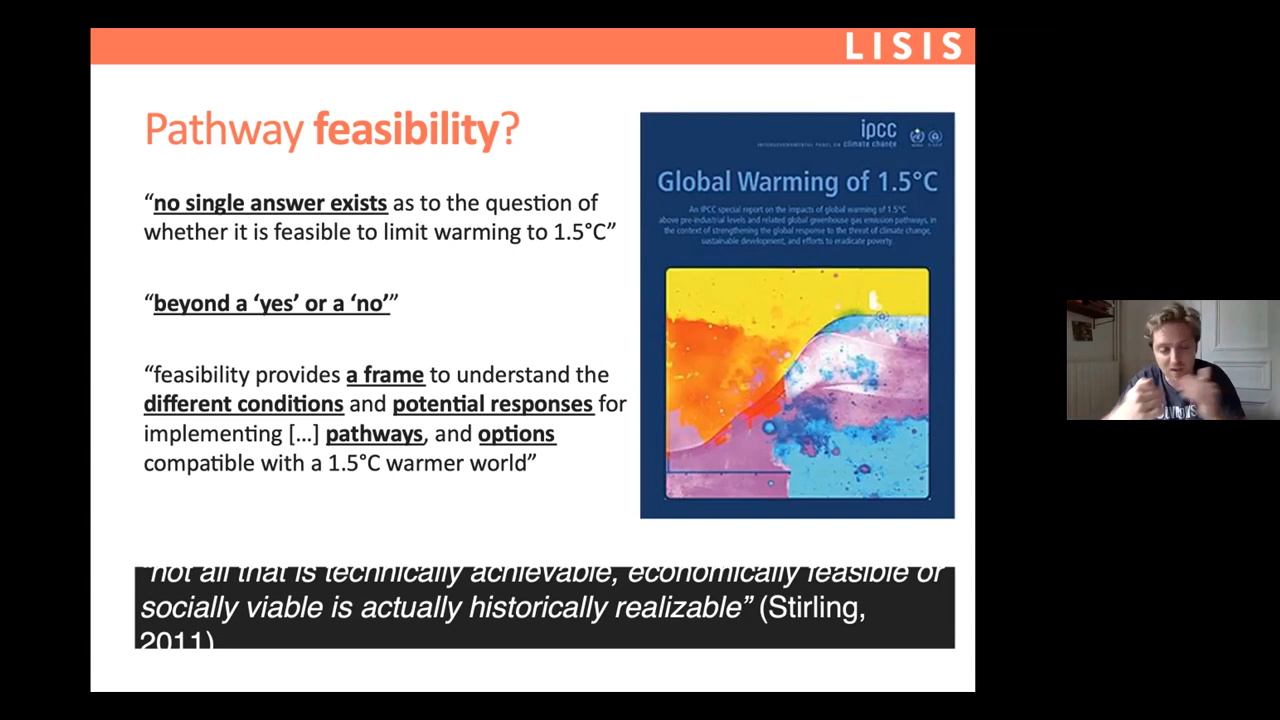 LISIS
Pathway feasibility?
“no single answer exists as to the question of
whether it is feasible to limit warming to 1.5°C”
“beyond a ‘yes’ or a ‘no’”
“feasibility provides a frame to understand the
different conditions and potential responses for
implementing […] pathways, and options
compatible with a 1.5°C warmer world”
ipcc
INTERGOVERNMENTAL PANEL ON climate change
Global Warming of 1.5°C
An IPCC special report on the impacts of global warming of 1.5°C
above pre-industrial levels and related global greenhouse gas emission pathways, in
the context of strengthening the global response to the threat of climate change,
sustainable development, and efforts to eradicate poverty.
“not all that is technically achievable, economically feasible or
socially viable is actually historically realizable” (Stirling,
2011)